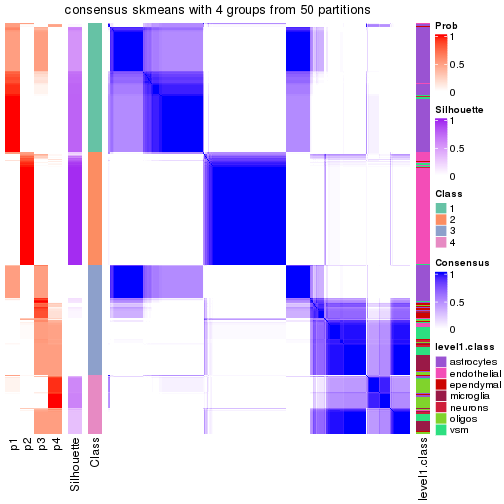 consensus skmeans with 4 groups from 50 partitions
Prob
1
0.5
0
Silhouette
1
0.5
0
Class
1
2
3
4
Consensus
1
0.5
0
level1.class
astrocytes
endothelial
ependymal
microglia
neurons
oligos
vsm
p1
p2
p3
p4
Silhouette
Class
level1.class